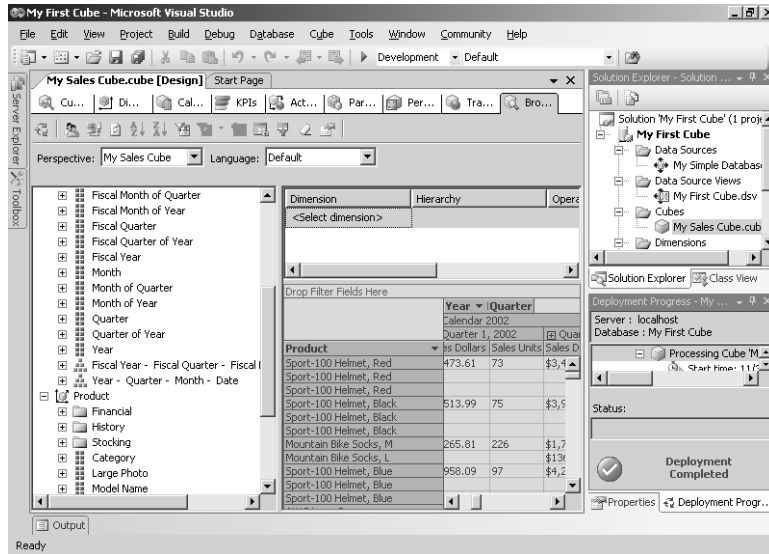 My First Cube - Microsoft Visual Studio
File Edit View Project Build Debug Database Cube Tools Window Community Help
Development Default
My Sales Cube.cube [Design] Start Page
Cu... Di... Cal... KPIs Act... Par... Per... Tra... Bro...
Perspective: My Sales Cube Language: Default
Server Explorer
Toolbox
Fiscal Month of Quarter
Fiscal Month of Year
Fiscal Quarter
Fiscal Quarter of Year
Fiscal Year
Month
Month of Quarter
Month of Year
Quarter
Quarter of Year
Year
Fiscal Year - Fiscal Quarter - Fiscal
Year - Quarter - Month - Date
Product
Financial
History
Stocking
Category
Large Photo
Model Name
Dimension Hierarchy Opera
<Select dimension>
Drop Filter Fields Here
Year Quarter
Calendar 2002
Quarter 1, 2002 Quar
Product es Dollars Sales Units Sales D
Sport-100 Helmet, Red 473.61 73 $3,4
Sport-100 Helmet, Red
Sport-100 Helmet, Red
Sport-100 Helmet, Black 513.99 75 $3,9
Sport-100 Helmet, Black
Sport-100 Helmet, Black
Mountain Bike Socks, M 265.81 226 $1,7
Mountain Bike Socks, L $13
Sport-100 Helmet, Blue 958.09 97 $4,2
Sport-100 Helmet, Blue
Sport-100 Helmet, Blue
Solution Explorer - Solution ...
Solution 'My First Cube' (1 proje
My First Cube
Data Sources
My Simple Databas
Data Source Views
My First Cube.dsv
Cubes
My Sales Cube.cub
Dimensions
Solution Explorer Class View
Deployment Progress - My ...
Server : localhost
Database : My First Cube
Processing Cube 'M
Start time: 11/
Status:
Deployment
Completed
Properties Deployment Progr...
Output
Ready